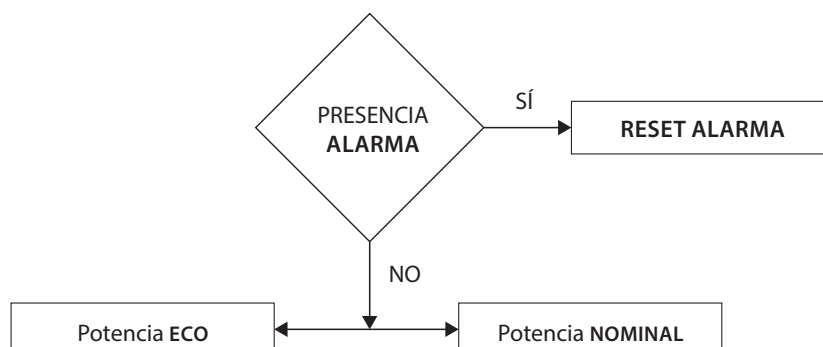 SÍ
PRESENCIA
ALARMA
RESET ALARMA
NO
Potencia ECO
Potencia NOMINAL